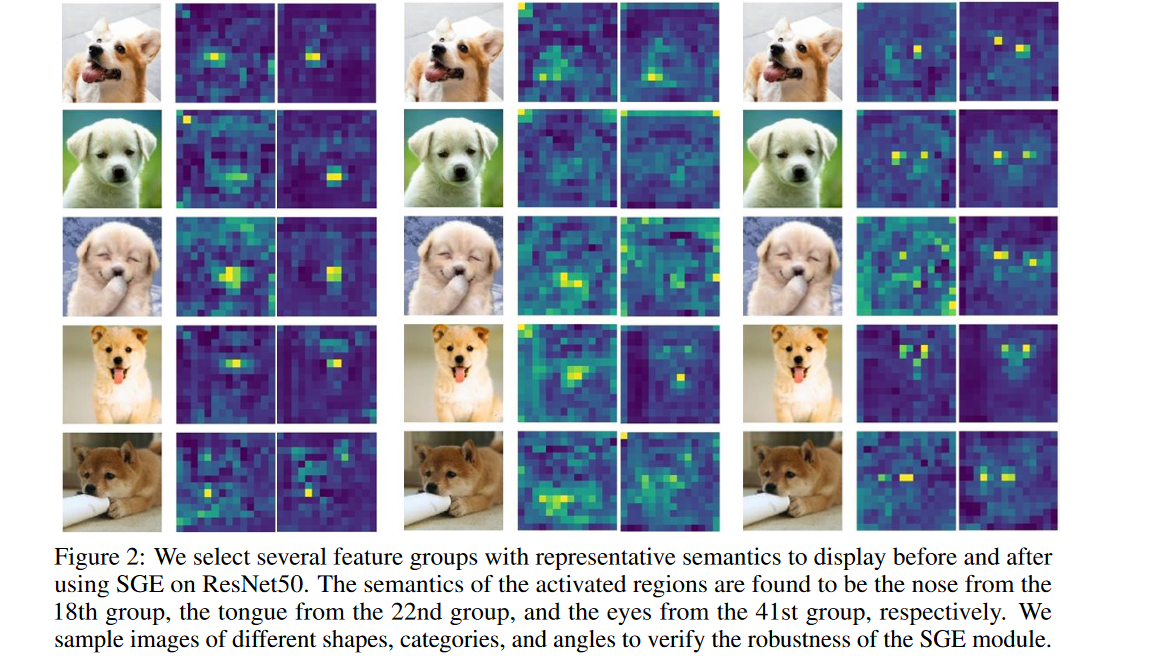 Figure 2: We select several feature groups with representative semantics to display before and after
using SGE on ResNet50. The semantics of the activated regions are found to be the nose from the
18th group, the tongue from the 22nd group, and the eyes from the 41st group, respectively. We
sample images of different shapes, categories, and angles to verify the robustness of the SGE module.